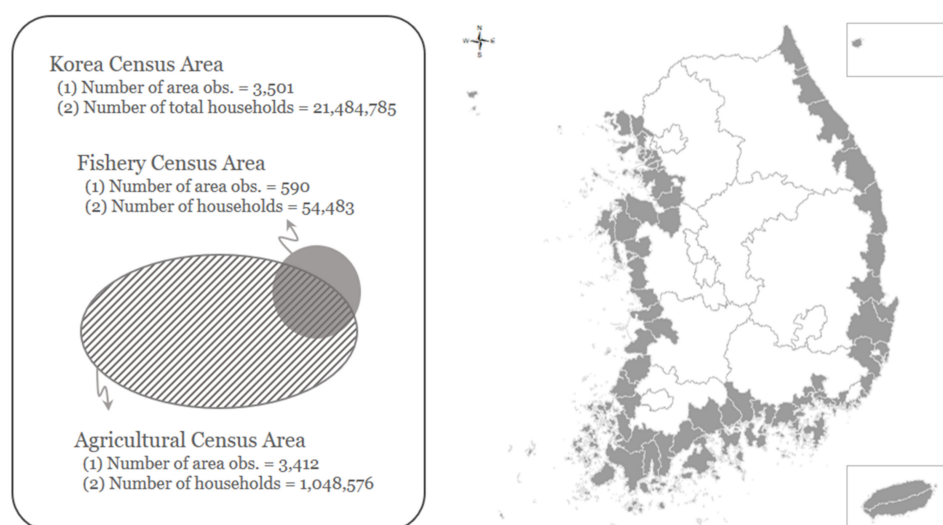 Korea Census Area
(1) Number of area obs. = 3,501
(2) Number of total households = 21,484,785
Fishery Census Area
(1) Number of area obs. = 590
(2) Number of households = 54,483
Agricultural Census Area
(1) Number of area obs. = 3,412
(2) Number of households = 1,048,576
N
W E
S